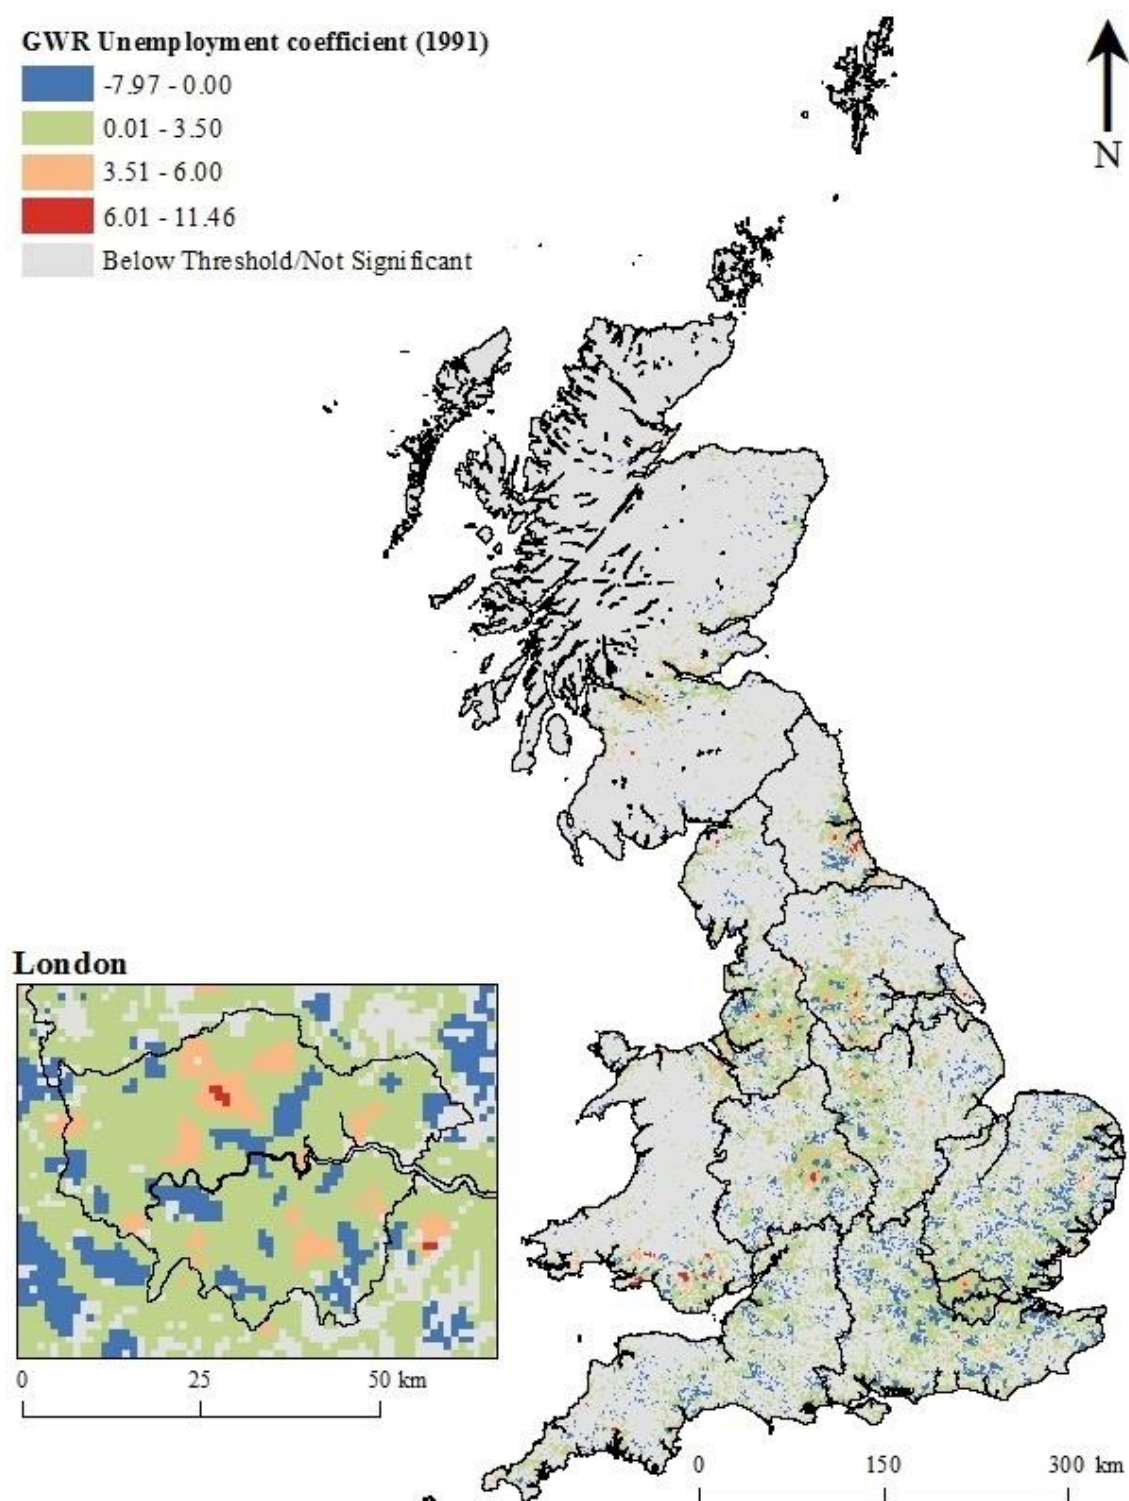 GWR Unemployment coefficient (1991)
-7.97 - 0.00
0.01 - 3.50
3.51 - 6.00
6.01 - 11.46
Below Threshold/Not Significant
N
London
0 25 50 km
0 150 300 km